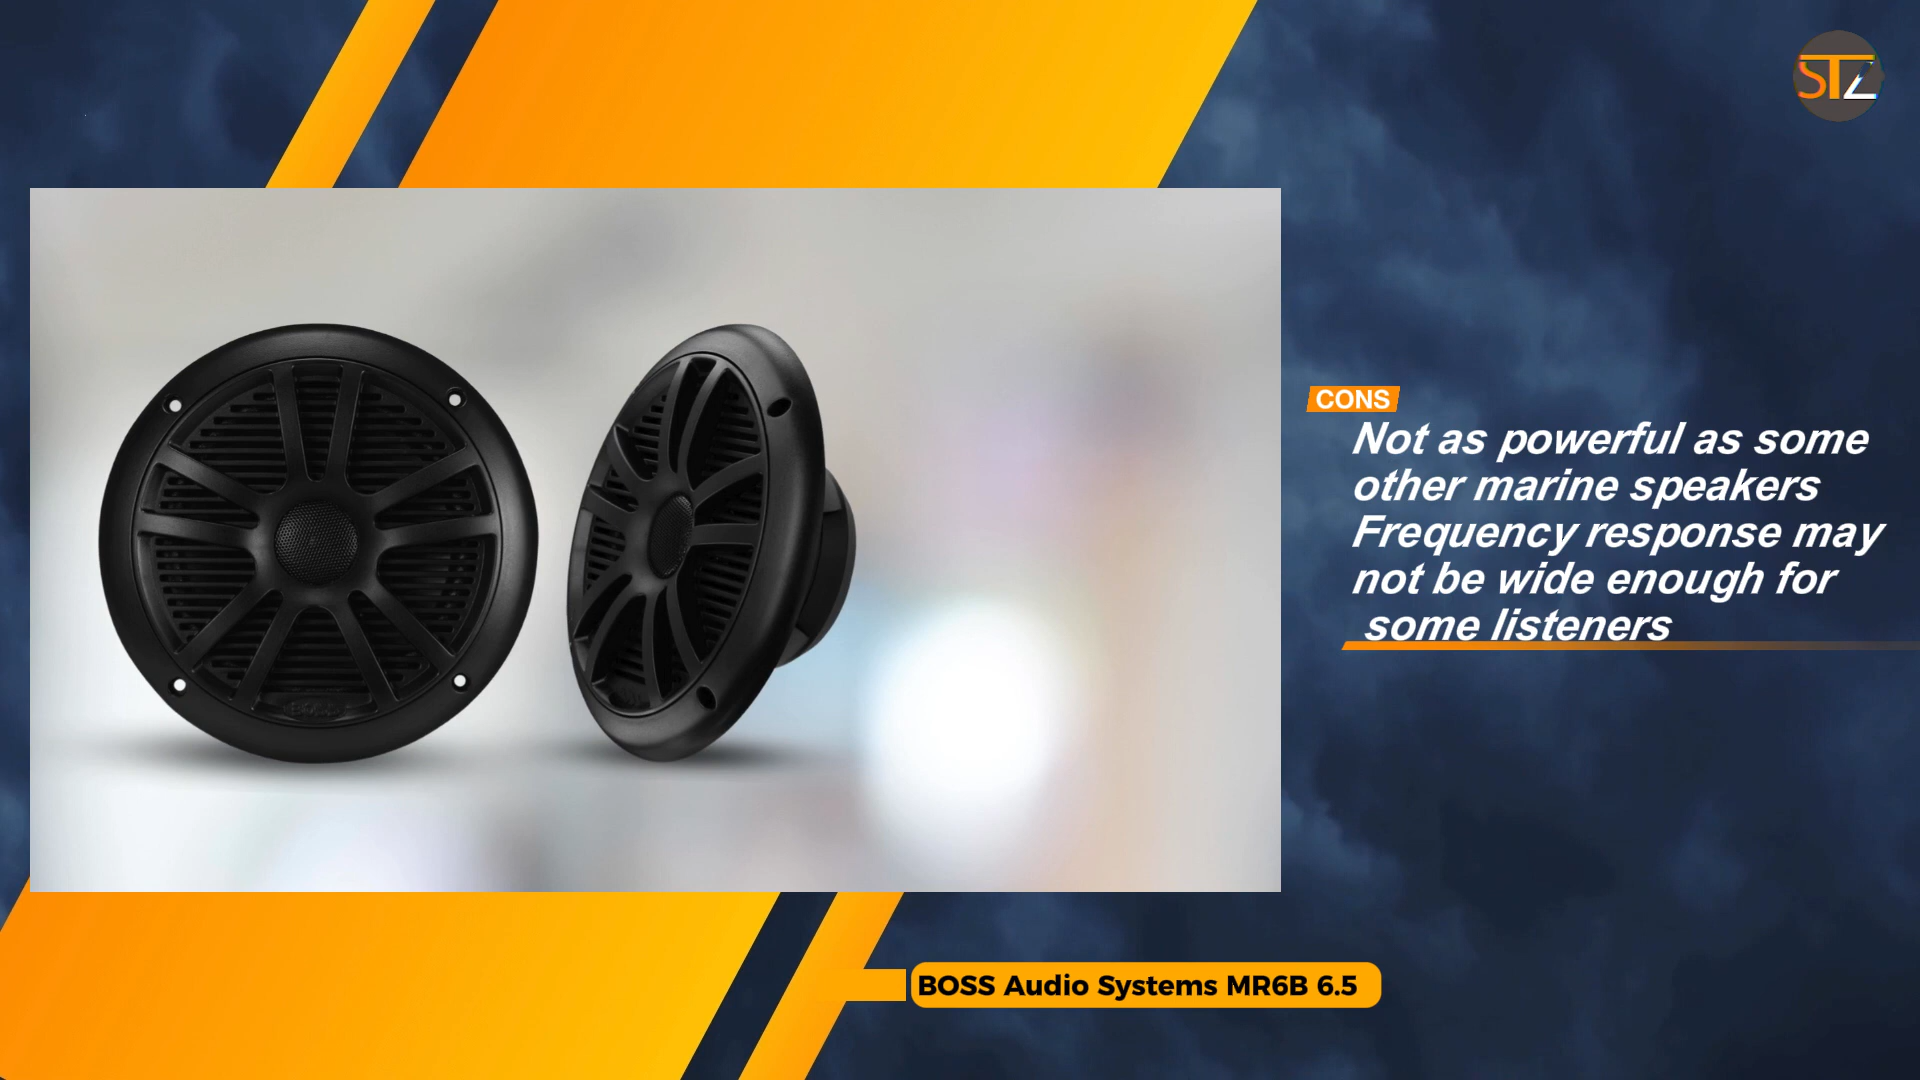 STZ
CONS
Not as powerful as some
other marine speakers
Frequency response may
not be wide enough for
some listeners
BOSS Audio Systems MR6B 6.5